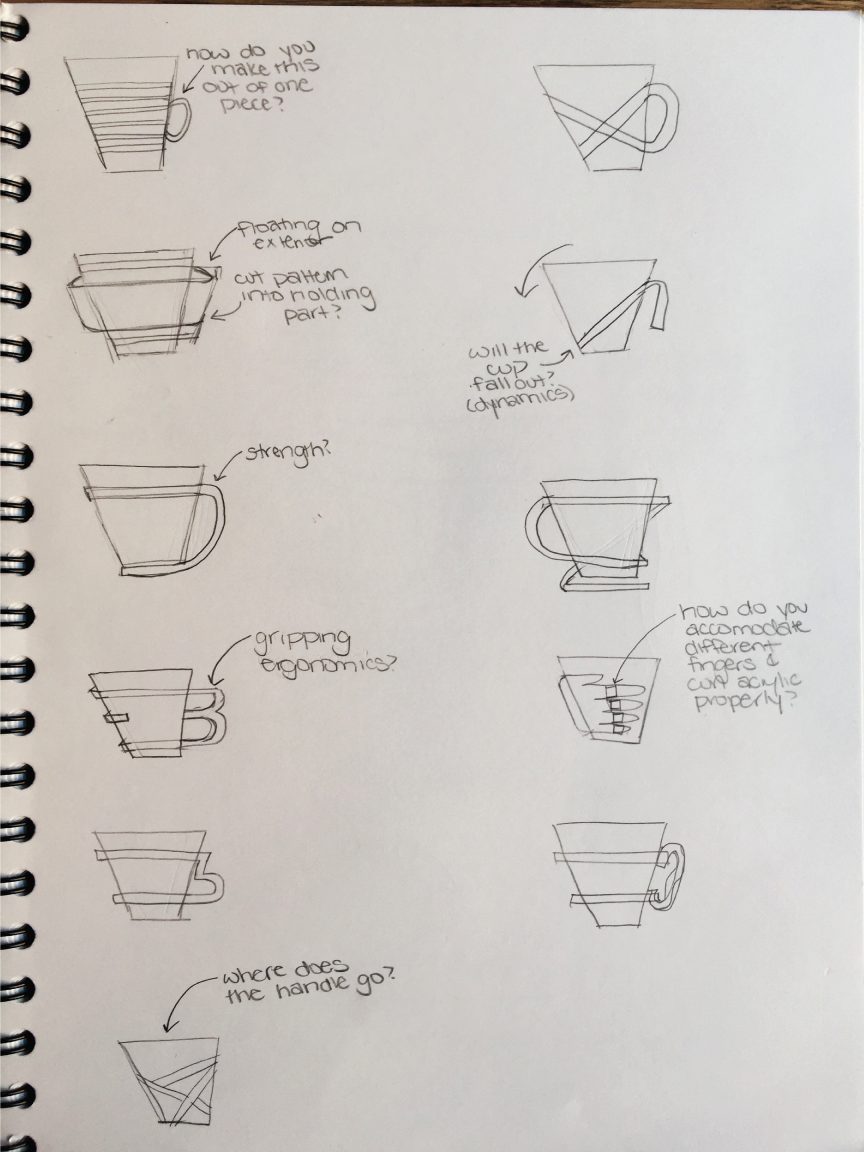 how do you
make this
out of one
piece?
floating on
exterior
cut pattern
into holding
part?
will the
cup
fall out?
(dynamics)
strength?
gripping
ergonomics?
how do you
accomodate
different
fingers &
curl acrylic
properly?
where does
the handle go?